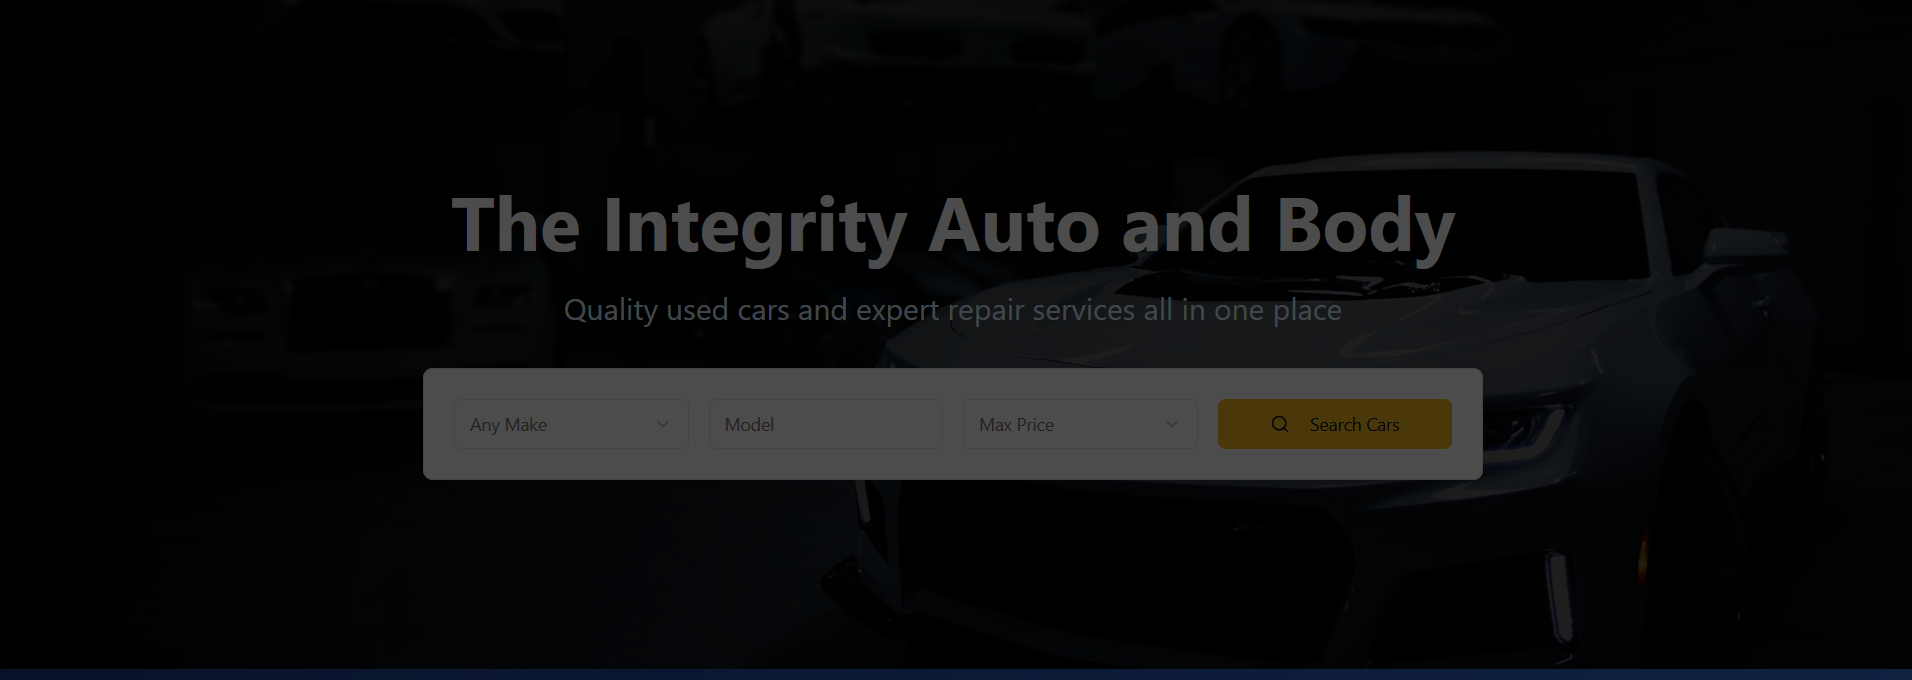 The Integrity Auto and Body
Quality used cars and expert repair services all in one place
Any Make
Model
Max Price
Search Cars